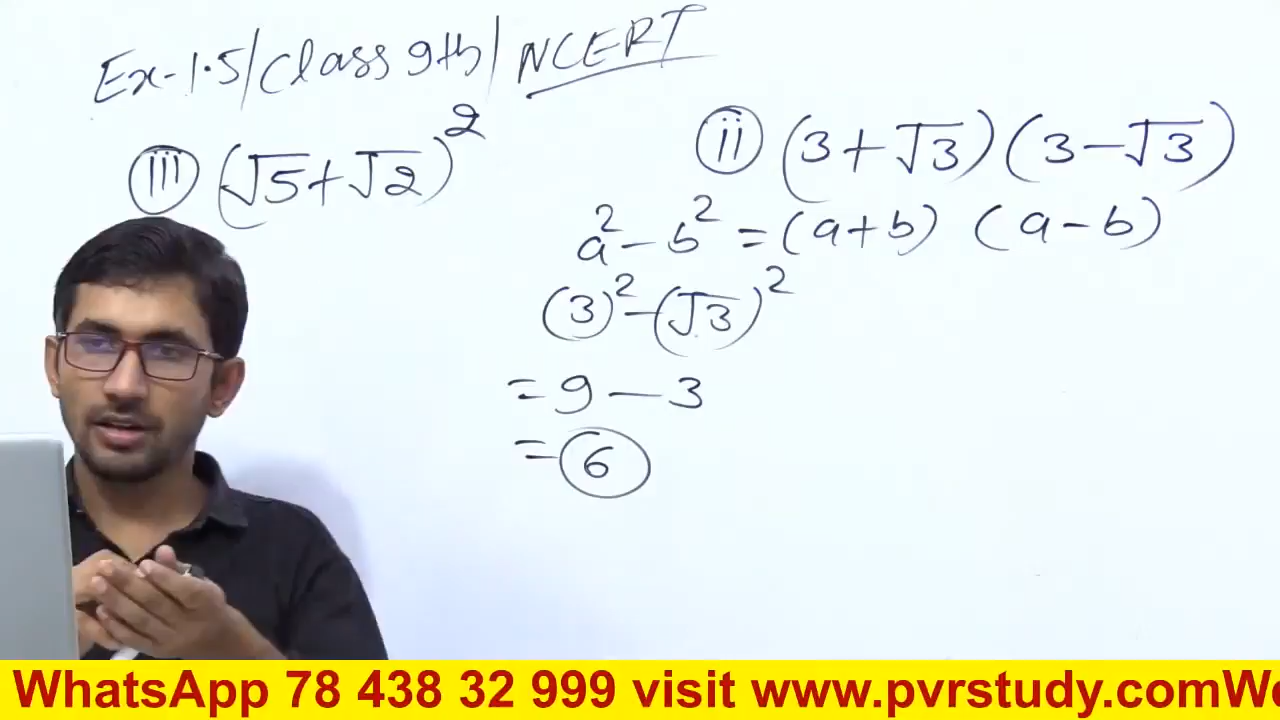 Ex-1.5/Class 9th/NCERT
(iii) (√5+√2)²
(ii) (3+√3)(3-√3)
a²-b²=(a+b) (a-b)
(3)²-(√3)²
=9-3
=6
WhatsApp 78 438 32 999 visit www.pvrstudy.com